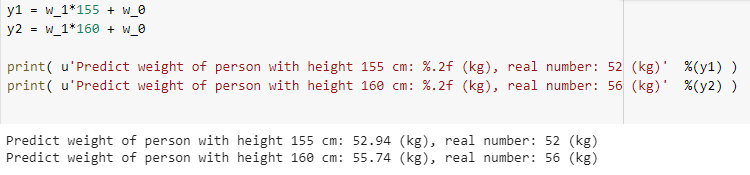 y1 = w_1*155 + w_0
y2 = w_1*160 + w_0
print( u'Predict weight of person with height 155 cm: %.2f (kg), real number: 52 (kg)'  %(y1) )
print( u'Predict weight of person with height 160 cm: %.2f (kg), real number: 56 (kg)'  %(y2) )
Predict weight of person with height 155 cm: 52.94 (kg), real number: 52 (kg)
Predict weight of person with height 160 cm: 55.74 (kg), real number: 56 (kg)